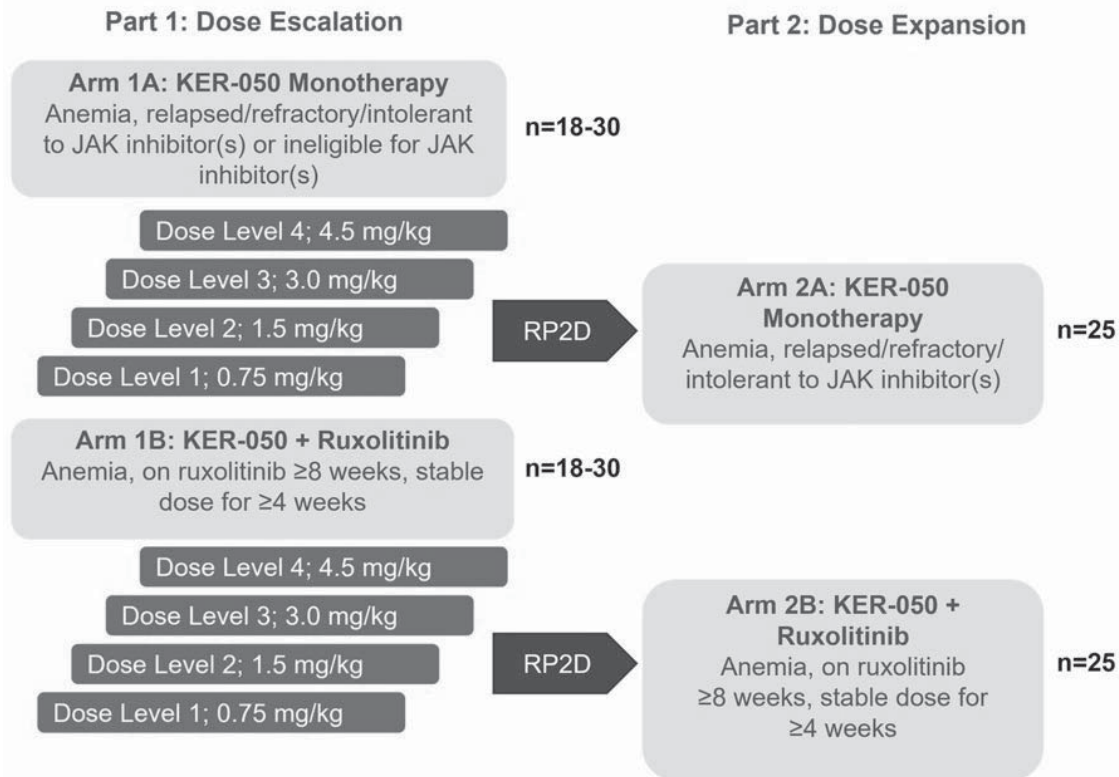 Part 1: Dose Escalation
Part 2: Dose Expansion
Arm 1A: KER-050 Monotherapy
Anemia, relapsed/refractory/intolerant
to JAK inhibitor(s) or ineligible for JAK
inhibitor(s)
n=18-30
Dose Level 4; 4.5 mg/kg
Dose Level 3; 3.0 mg/kg
Dose Level 2; 1.5 mg/kg
Dose Level 1; 0.75 mg/kg
RP2D
Arm 2A: KER-050
Monotherapy
Anemia, relapsed/refractory/
intolerant to JAK inhibitor(s)
n=25
Arm 1B: KER-050 + Ruxolitinib
Anemia, on ruxolitinib ≥8 weeks, stable
dose for ≥4 weeks
n=18-30
Dose Level 4; 4.5 mg/kg
Dose Level 3; 3.0 mg/kg
Dose Level 2; 1.5 mg/kg
Dose Level 1; 0.75 mg/kg
RP2D
Arm 2B: KER-050 +
Ruxolitinib
Anemia, on ruxolitinib
≥8 weeks, stable dose for
≥4 weeks
n=25